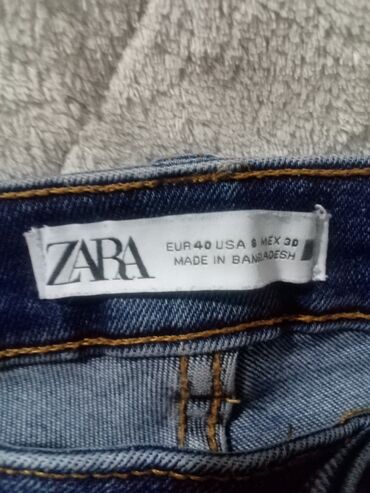 ZARA
EUR 40 USA 8 MEX 30
MADE IN BANGLADESH